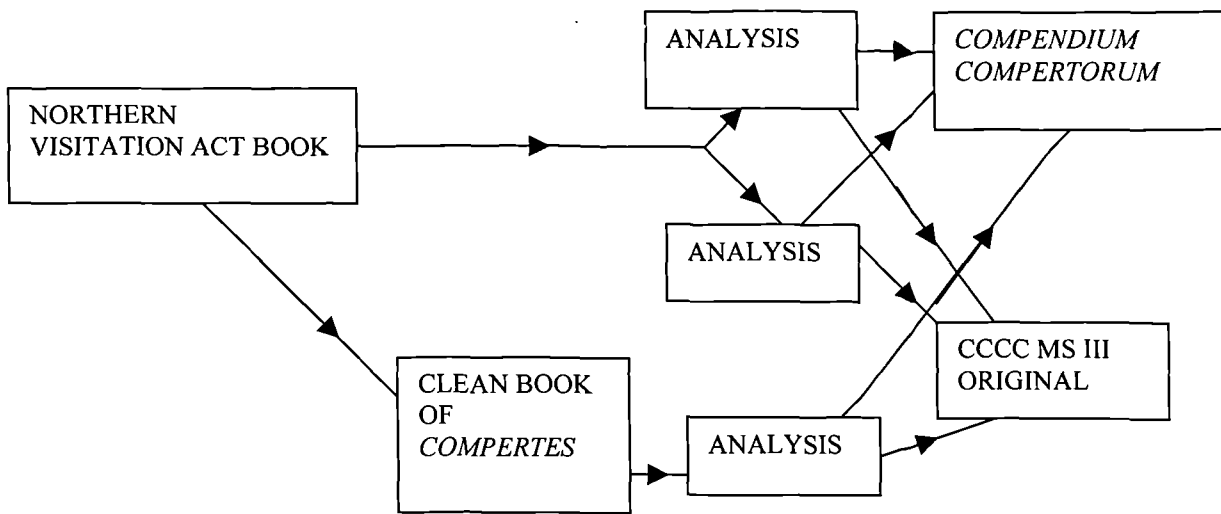 ANALYSIS
COMPENDIUM
COMPERTORUM
NORTHERN
VISITATION ACT BOOK
ANALYSIS
CCCC MS III
ORIGINAL
CLEAN BOOK
OF
COMPERTES
ANALYSIS